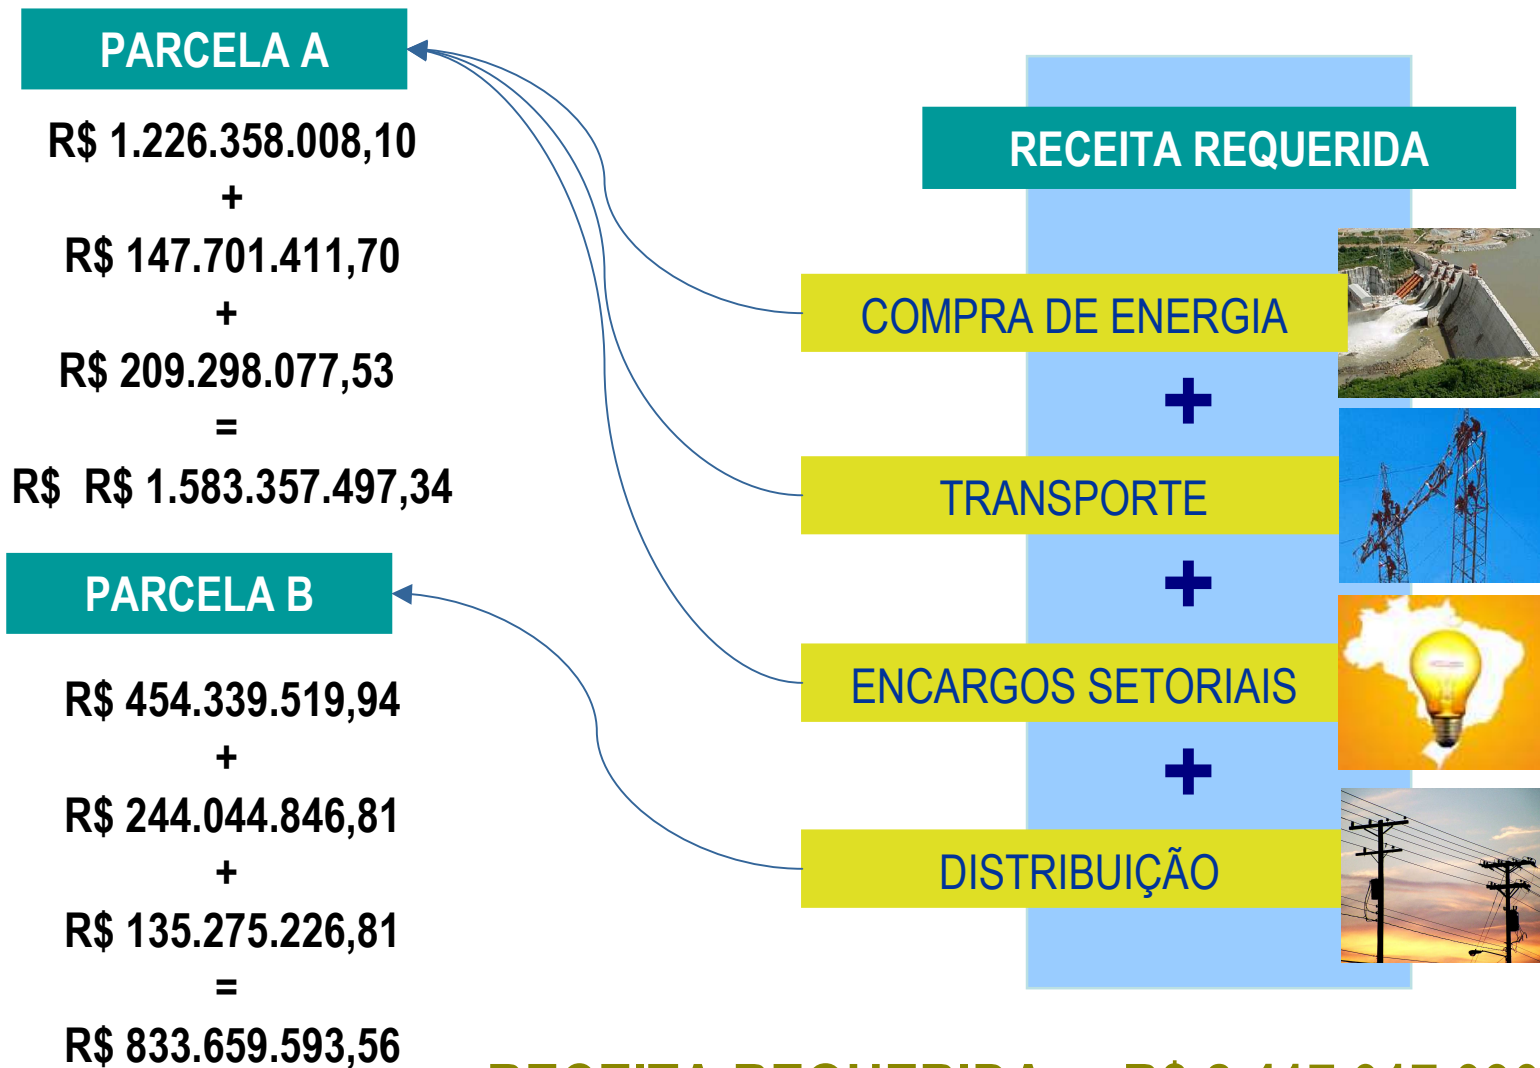 PARCELA A
R$ 1.226.358.008,10
+
R$ 147.701.411,70
+
R$ 209.298.077,53
=
R$ R$ 1.583.357.497,34
PARCELA B
R$ 454.339.519,94
+
R$ 244.044.846,81
+
R$ 135.275.226,81
=
R$ 833.659.593,56
RECEITA REQUERIDA
COMPRA DE ENERGIA
+
TRANSPORTE
+
ENCARGOS SETORIAIS
+
DISTRIBUIÇÃO
RECEITA REQUERIDA